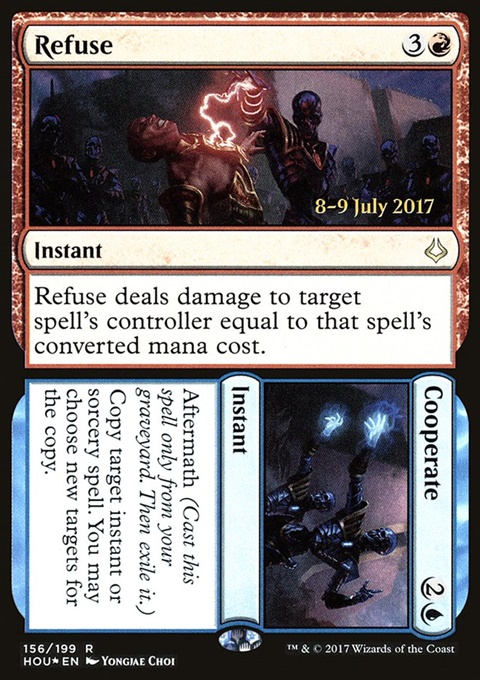 Refuse 3
8-9 July 2017
Instant
Refuse deals damage to target
spell's controller equal to that spell's
converted mana cost.
Cooperate 2
Instant
Aftermath (Cast this
spell only from your
graveyard. Then exile it.)
Copy target instant or
sorcery spell. You may
choose new targets for
the copy.
156/199 R
HOU★EN Yongjae Choi
™ & © 2017 Wizards of the Coast